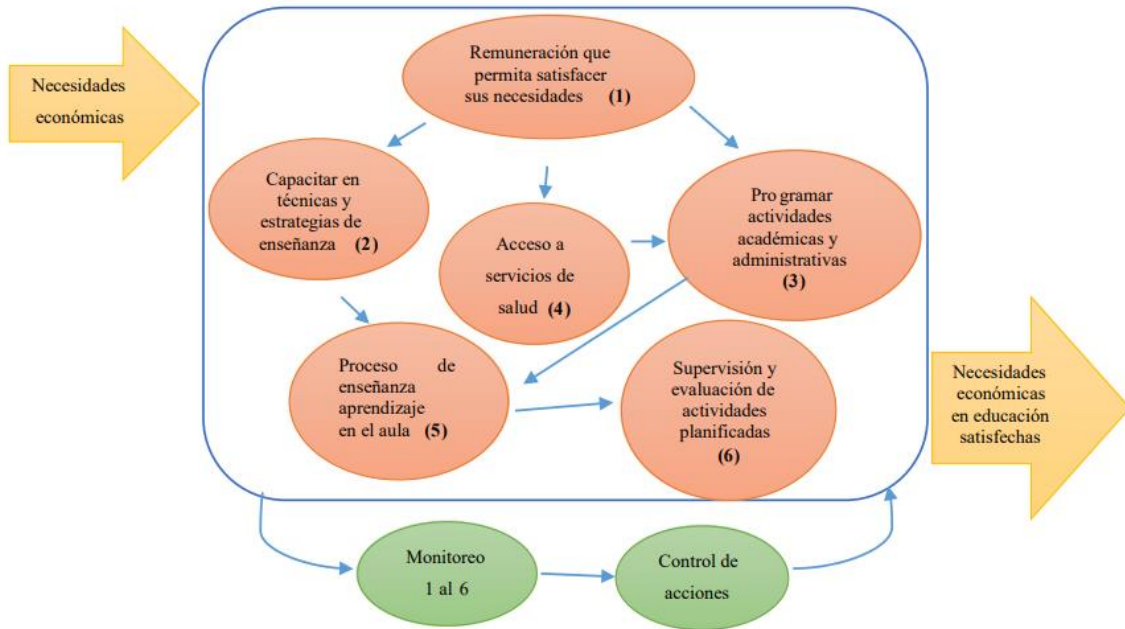 Necesidades
económicas
Remuneración que
permita satisfacer
sus necesidades (1)
Capacitar en
técnicas y
estrategias de
enseñanza (2)
Acceso a
servicios de
salud (4)
Pro gramar
actividades
académicas y
administrativas
(3)
Proceso de
enseñanza
aprendizaje
en el aula (5)
Supervisión y
evaluación de
actividades
planificadas
(6)
Necesidades
económicas
en educación
satisfechas
Monitoreo
1 al 6
Control de
acciones